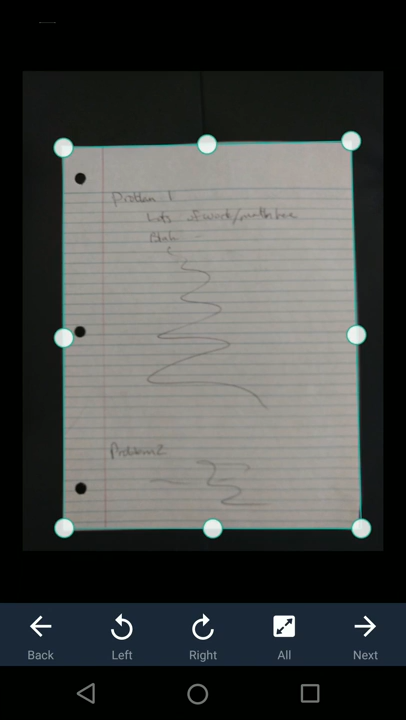 Problem 1
Lots of work/math here
Blah
Problem 2
Back
Left
Right
All
Next